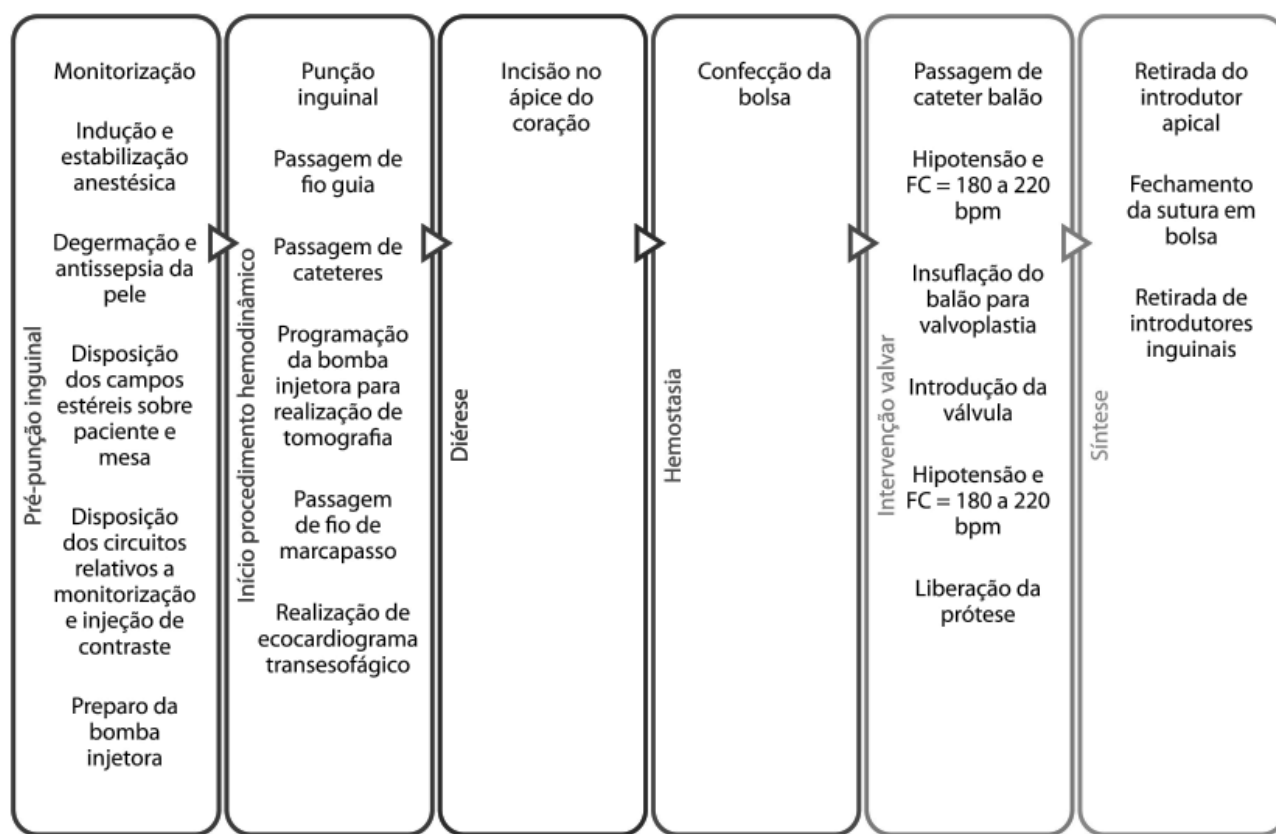 Pré-punção inguinal
Monitorização
Indução e
estabilização
anestésica
Degermação e
antissepsia da
pele
Disposição
dos campos
estéreis sobre
paciente e
mesa
Disposição
dos circuitos
relativos a
monitorização
e injeção de
contraste
Preparo da
bomba
injetora
Início procedimento hemodinâmico
Punção
inguinal
Passagem de
fio guia
Passagem de
cateteres
Programação
da bomba
injetora para
realização de
tomografia
Passagem
de fio de
marcapasso
Realização de
ecocardiograma
transesofágico
Diérese
Incisão no
ápice do
coração
Hemostasia
Confecção da
bolsa
Intervenção valvar
Passagem de
cateter balão
Hipotensão e
FC = 180 a 220
bpm
Insuflação do
balão para
valvoplastia
Introdução da
válvula
Hipotensão e
FC = 180 a 220
bpm
Liberação da
prótese
Síntese
Retirada do
introdutor
apical
Fechamento
da sutura em
bolsa
Retirada de
introdutores
inguinais